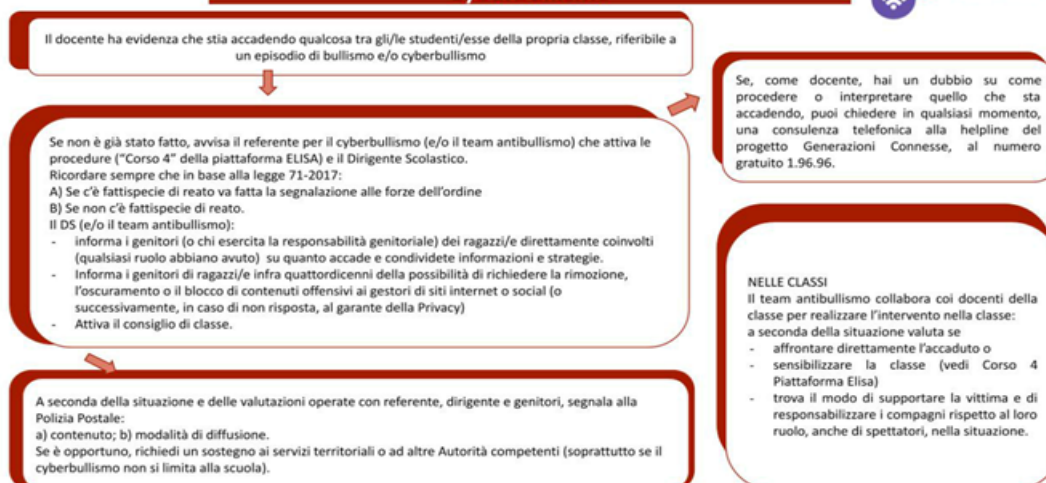 Il docente ha evidenza che stia accadendo qualcosa tra gli/le studenti/esse della propria classe, riferibile a
un episodio di bullismo e/o cyberbullismo
Se non è già stato fatto, avvisa il referente per il cyberbullismo (e/o il team antibullismo) che attiva le
procedure (“Corso 4” della piattaforma ELISA) e il Dirigente Scolastico.
Ricordare sempre che in base alla legge 71-2017:
A) Se c’è fattispecie di reato va fatta la segnalazione alle forze dell’ordine
B) Se non c’è fattispecie di reato.
Il DS (e/o il team antibullismo):
- informa i genitori (o chi esercita la responsabilità genitoriale) dei ragazzi/e direttamente coinvolti
(qualsiasi ruolo abbiano avuto) su quanto accade e condividete informazioni e strategie.
- Informa i genitori di ragazzi/e infra quattordicenni della possibilità di richiedere la rimozione,
l’oscuramento o il blocco di contenuti offensivi ai gestori di siti internet o social (o
successivamente, in caso di non risposta, al garante della Privacy)
- Attiva il consiglio di classe.
A seconda della situazione e delle valutazioni operate con referente, dirigente e genitori, segnala alla
Polizia Postale:
a) contenuto; b) modalità di diffusione.
Se è opportuno, richiedi un sostegno ai servizi territoriali o ad altre Autorità competenti (soprattutto se il
cyberbullismo non si limita alla scuola).
Se, come docente, hai un dubbio su come
procedere o interpretare quello che sta
accadendo, puoi chiedere in qualsiasi momento,
una consulenza telefonica alla helpline del
progetto Generazioni Connesse, al numero
gratuito 1.96.96.
NELLE CLASSI
Il team antibullismo collabora coi docenti della
classe per realizzare l’intervento nella classe:
a seconda della situazione valuta se
- affrontare direttamente l’accaduto o
- sensibilizzare la classe (vedi Corso 4
Piattaforma Elisa)
- trova il modo di supportare la vittima e di
responsabilizzare i compagni rispetto al loro
ruolo, anche di spettatori, nella situazione.